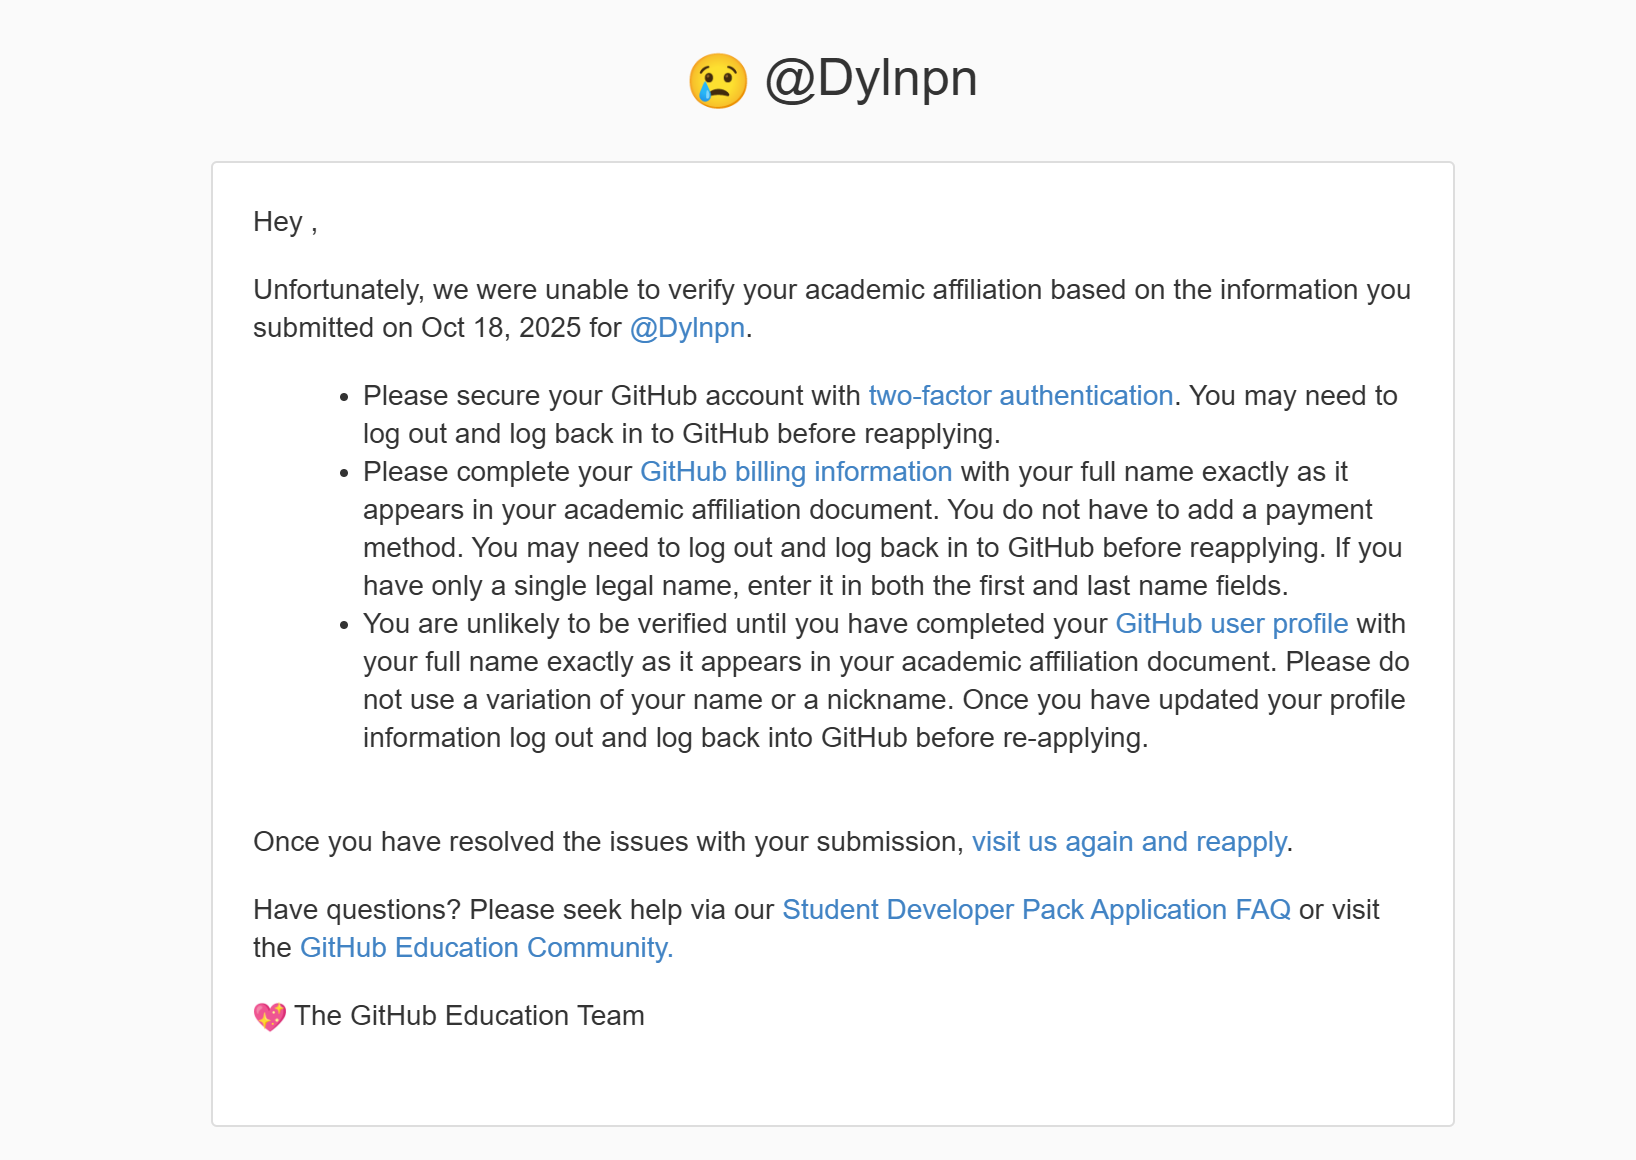 😢 @Dylnpn
Hey ,
Unfortunately, we were unable to verify your academic affiliation based on the information you
submitted on Oct 18, 2025 for @Dylnpn.
• Please secure your GitHub account with two-factor authentication. You may need to
log out and log back in to GitHub before reapplying.
• Please complete your GitHub billing information with your full name exactly as it
appears in your academic affiliation document. You do not have to add a payment
method. You may need to log out and log back in to GitHub before reapplying. If you
have only a single legal name, enter it in both the first and last name fields.
• You are unlikely to be verified until you have completed your GitHub user profile with
your full name exactly as it appears in your academic affiliation document. Please do
not use a variation of your name or a nickname. Once you have updated your profile
information log out and log back into GitHub before re-applying.
Once you have resolved the issues with your submission, visit us again and reapply.
Have questions? Please seek help via our Student Developer Pack Application FAQ or visit
the GitHub Education Community.
💖 The GitHub Education Team